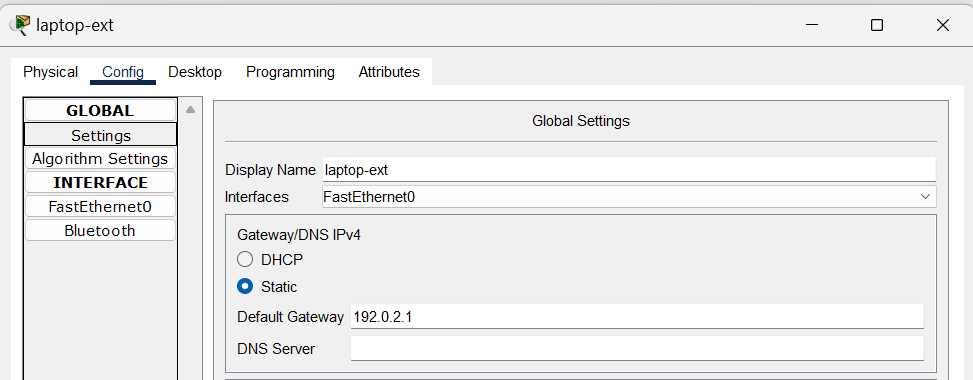 laptop-ext
Physical Config Desktop Programming Attributes
GLOBAL
Settings
Algorithm Settings
INTERFACE
FastEthernet0
Bluetooth
Global Settings
Display Name laptop-ext
Interfaces FastEthernet0
Gateway/DNS IPv4
DHCP
Static
Default Gateway 192.0.2.1
DNS Server